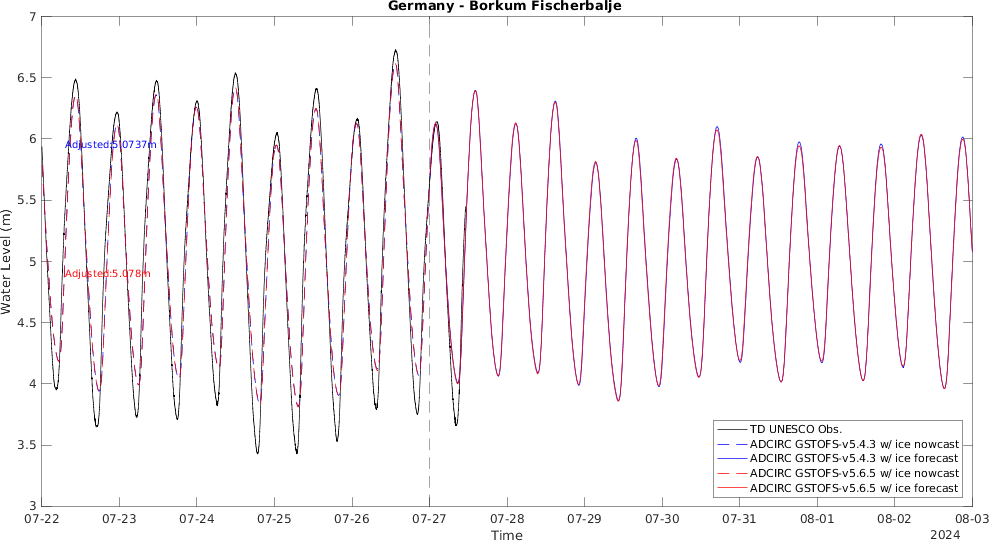 Germany - Borkum Fischerbalje
7
6.5
6
5.5
5
4.5
4
3.5
3
Water Level (m)
Adjusted:5.0737m
Adjusted:5.078m
TD UNESCO Obs.
ADCIRC GSTOFS-v5.4.3 w/ ice nowcast
ADCIRC GSTOFS-v5.4.3 w/ ice forecast
ADCIRC GSTOFS-v5.6.5 w/ ice nowcast
ADCIRC GSTOFS-v5.6.5 w/ ice forecast
07-22 07-23 07-24 07-25 07-26 07-27 07-28 07-29 07-30 07-31 08-01 08-02 08-03
Time
2024